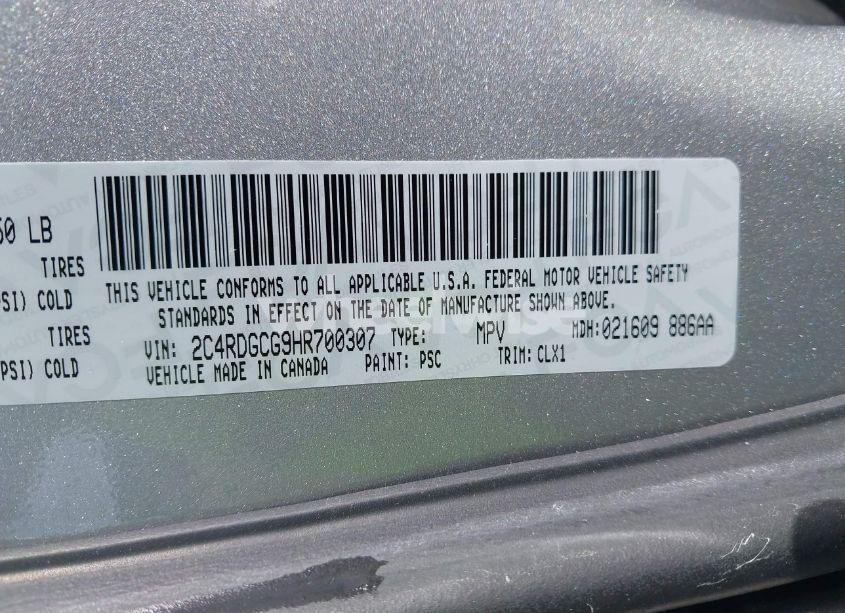 50 LB
TIRES
PSI) COLD
TIRES
PSI) COLD
THIS VEHICLE CONFORMS TO ALL APPLICABLE U.S.A. FEDERAL MOTOR VEHICLE SAFETY
STANDARDS IN EFFECT ON THE DATE OF MANUFACTURE SHOWN ABOVE.
VIN: 2C4RDGCG9HR700307 TYPE: MPV MDH:021609 886AA
VEHICLE MADE IN CANADA PAINT: PSC TRIM: CLX1